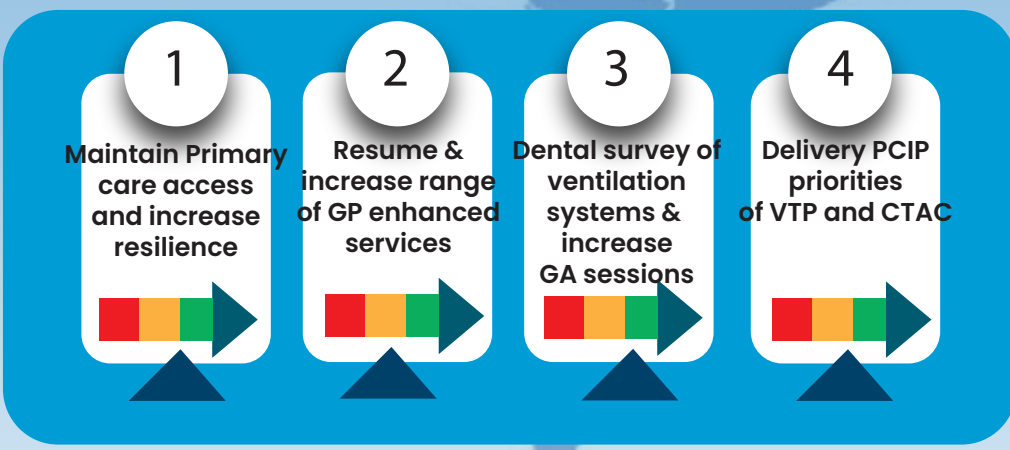 1
Maintain Primary
care access
and increase
resilience
2
Resume &
increase range
of GP enhanced
services
3
Dental survey of
ventilation
systems &
increase
GA sessions
4
Delivery PCIP
priorities
of VTP and CTAC